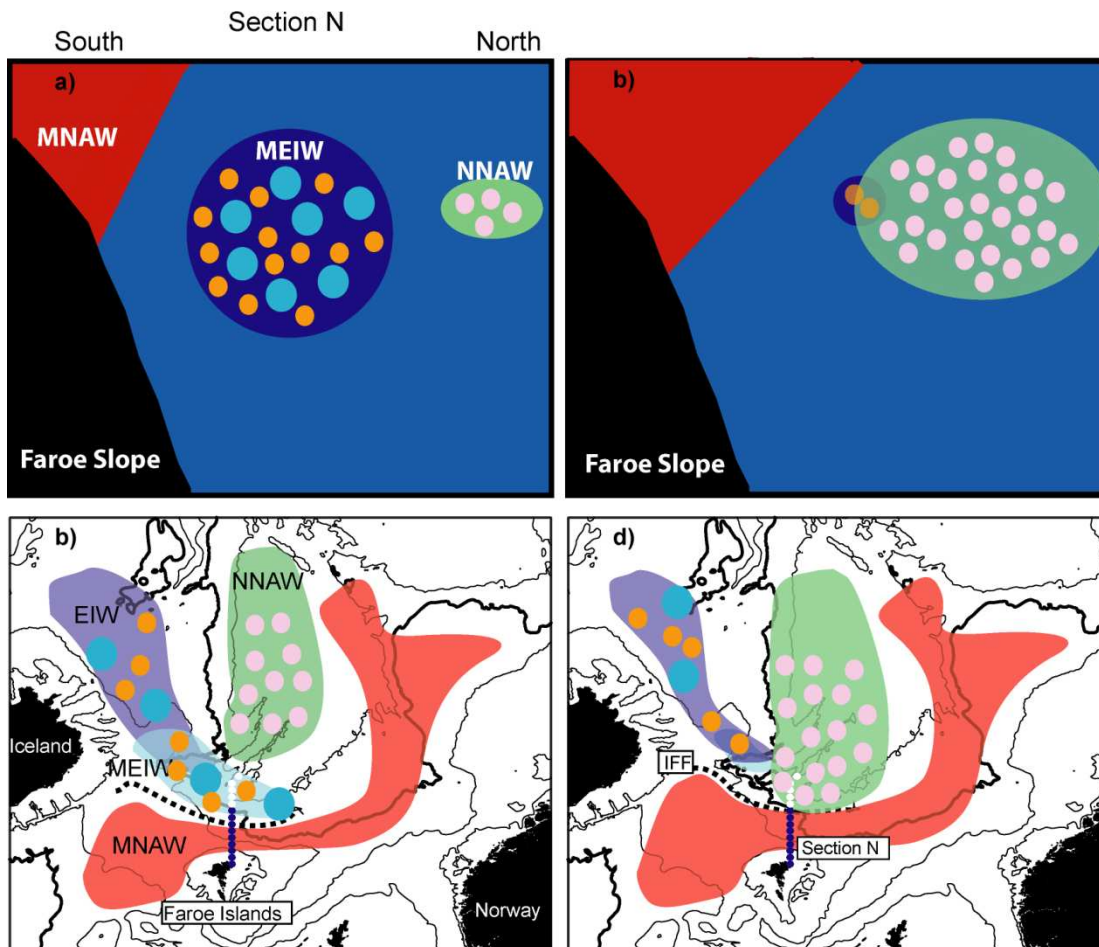 Section N
South
North
a)
MNAW
MEIW
NNAW
Faroe Slope
b)
Faroe Slope
b)
NNAW
EIW
Iceland
MEIW
MNAW
Faroe Islands
Norway
d)
IFF
Section N